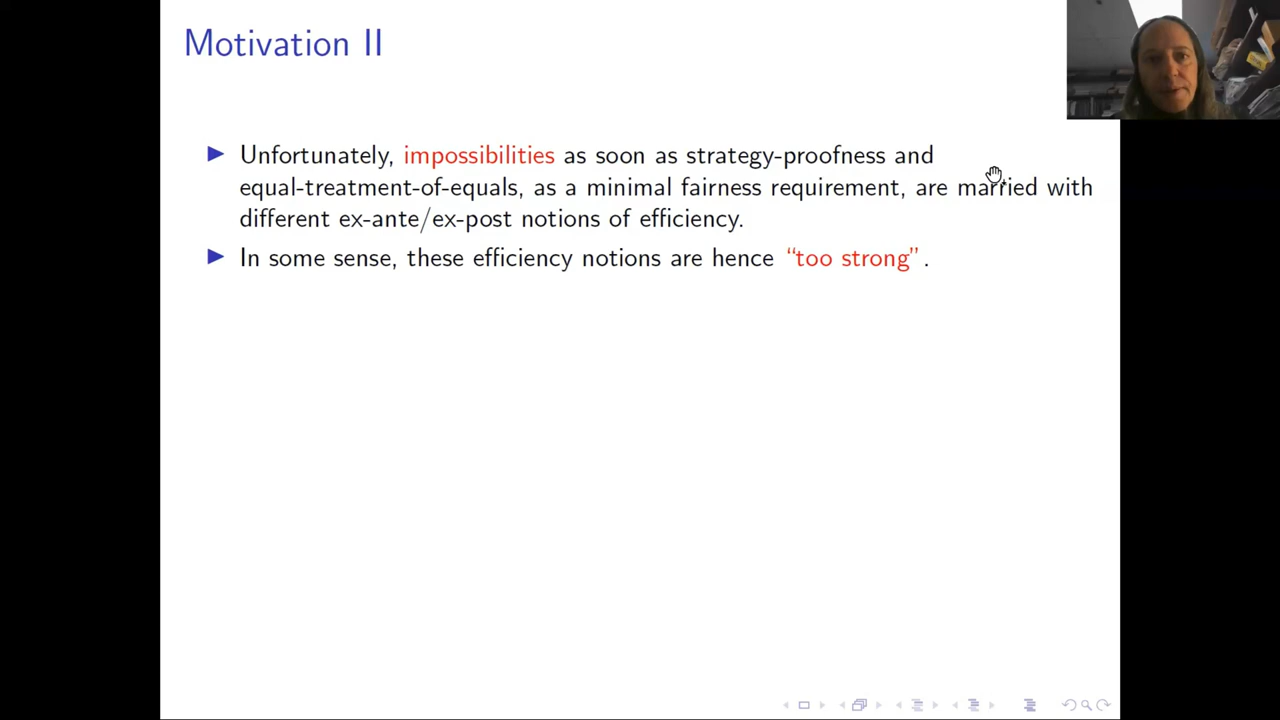 Motivation II
Unfortunately, impossibilities as soon as strategy-proofness and
equal-treatment-of-equals, as a minimal fairness requirement, are married with
different ex-ante/ex-post notions of efficiency.
In some sense, these efficiency notions are hence “too strong” .